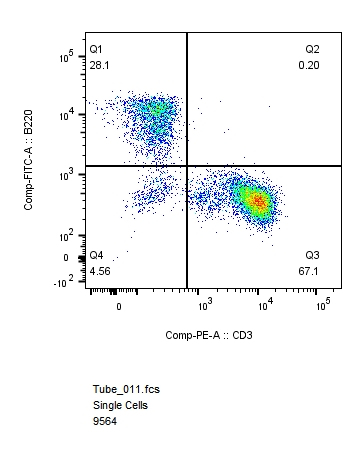 Q1
28.1
Q2
0.20
10^5
10^4
10^3
10^2
0
-10^2
Comp-FITC-A :: B220
Q4
4.56
Q3
67.1
0
10^3
10^4
10^5
Comp-PE-A :: CD3
Tube_011.fcs
Single Cells
9564